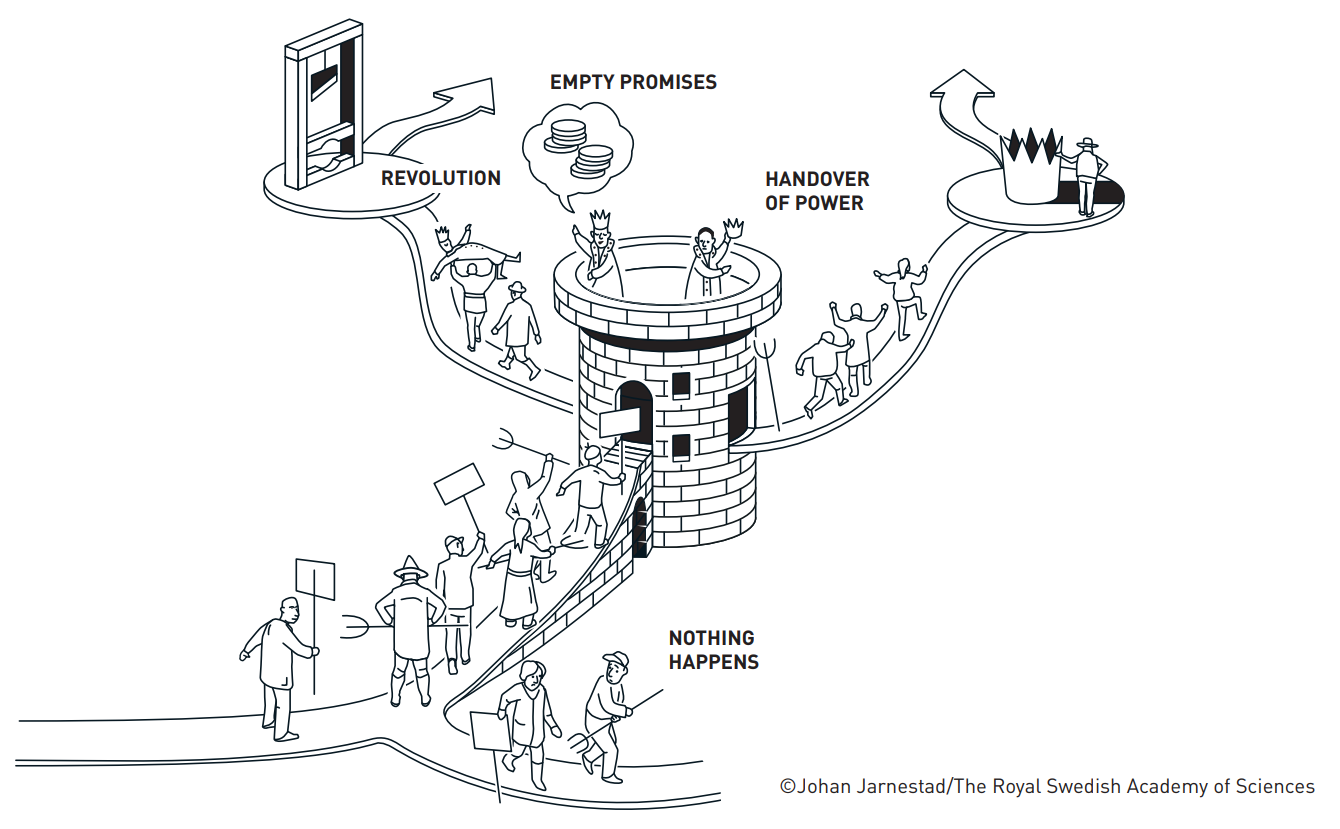 EMPTY PROMISES
REVOLUTION
HANDOVER
OF POWER
NOTHING
HAPPENS
©Johan Jarnestad/The Royal Swedish Academy of Sciences